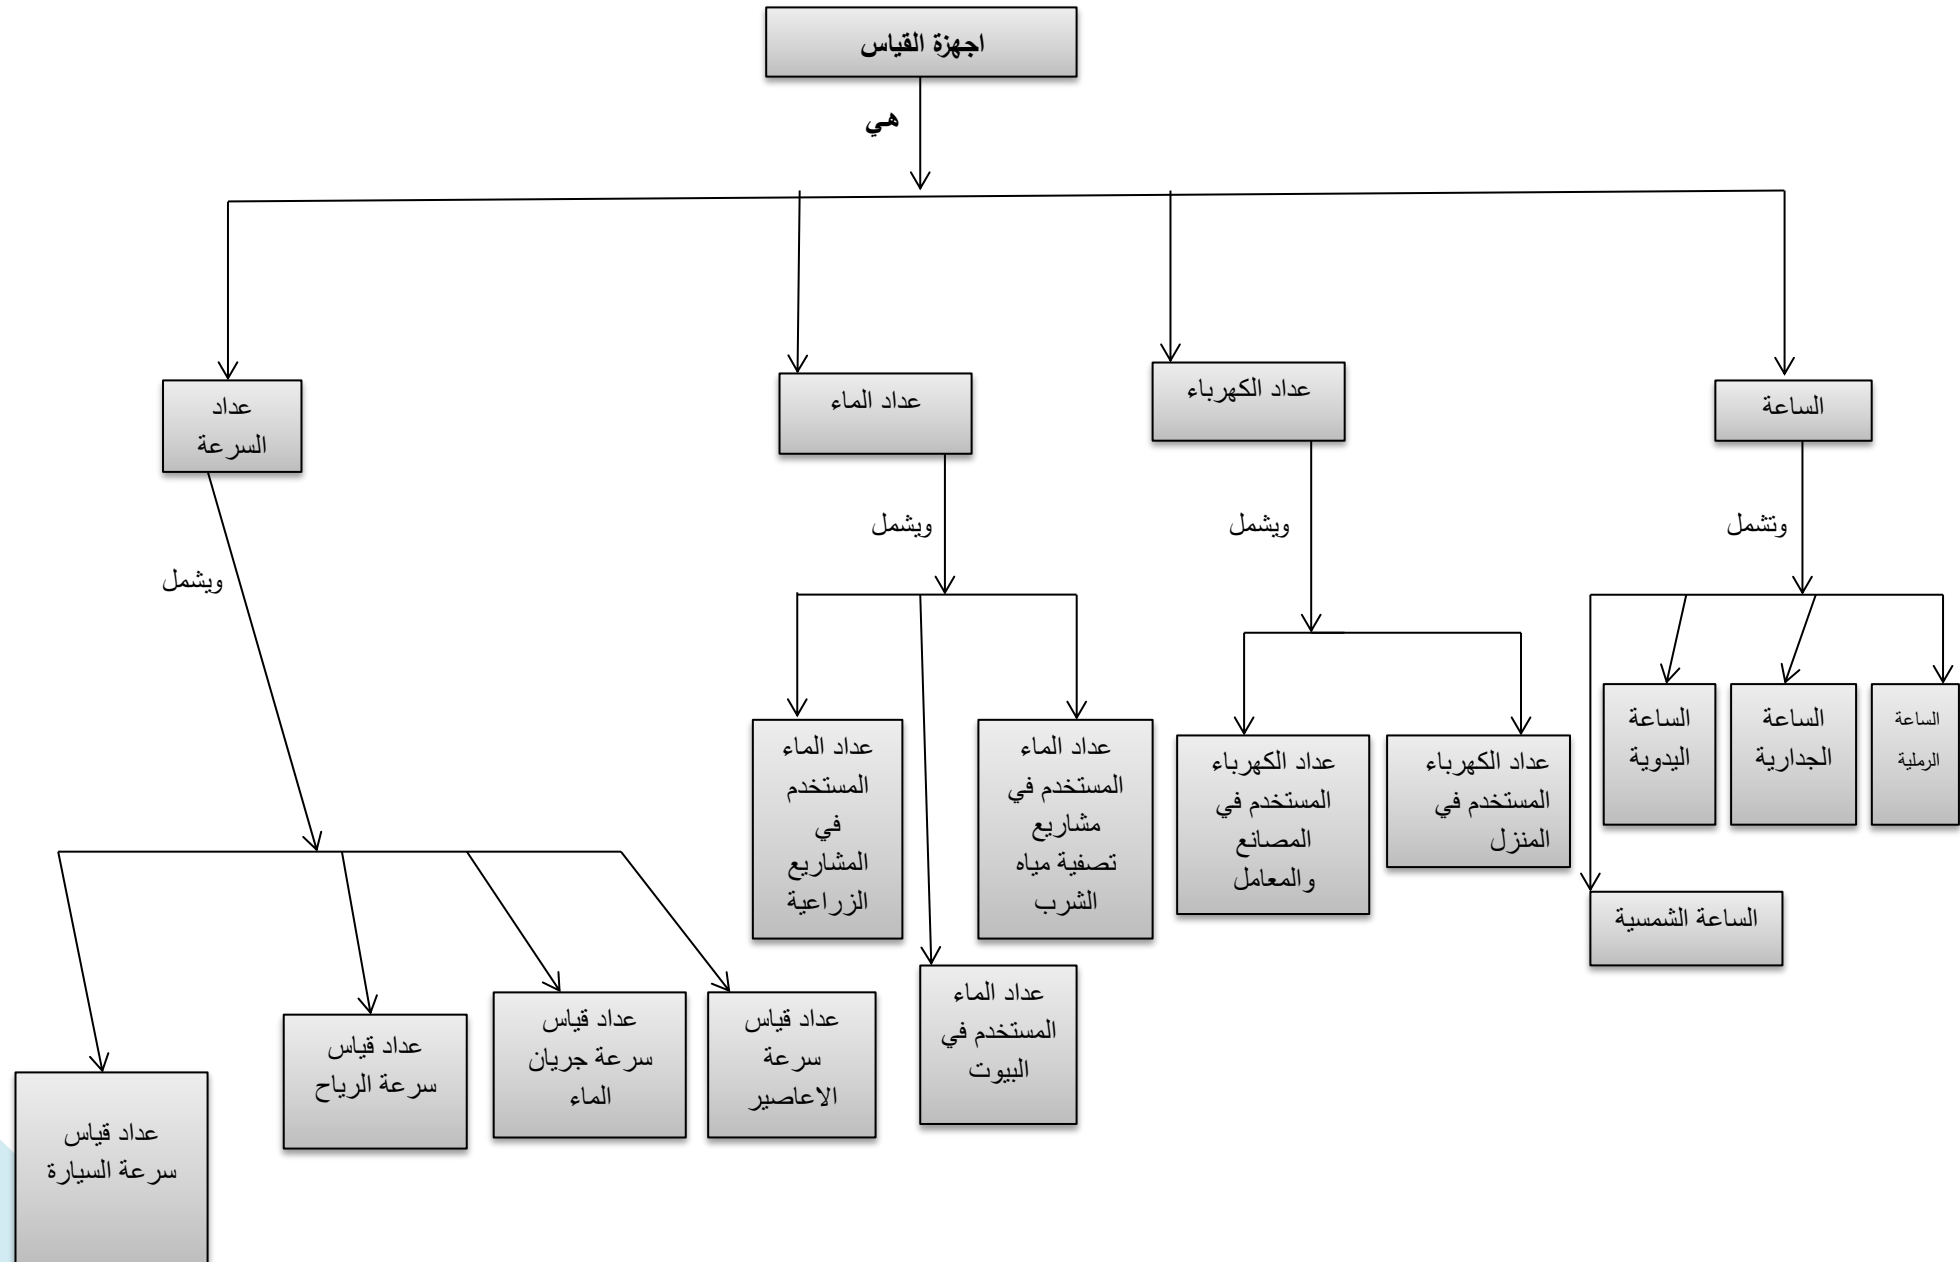 اجهزة القياس
هي
الساعة
عداد الكهرباء
عداد الماء
عداد
السرعة
وتشمل
ويشمل
ويشمل
ويشمل
الساعة
الرملية
الساعة
الجدارية
الساعة
اليدوية
الساعة الشمسية
عداد الكهرباء
المستخدم في
المنزل
عداد الكهرباء
المستخدم في
المصانع
والمعامل
عداد الماء
المستخدم في
مشاريع
تصفية مياه
الشرب
عداد الماء
المستخدم في
البيوت
عداد الماء
المستخدم
في
المشاريع
الزراعية
عداد قياس
سرعة
الاعاصير
عداد قياس
سرعة جريان
الماء
عداد قياس
سرعة الرياح
عداد قياس
سرعة السيارة